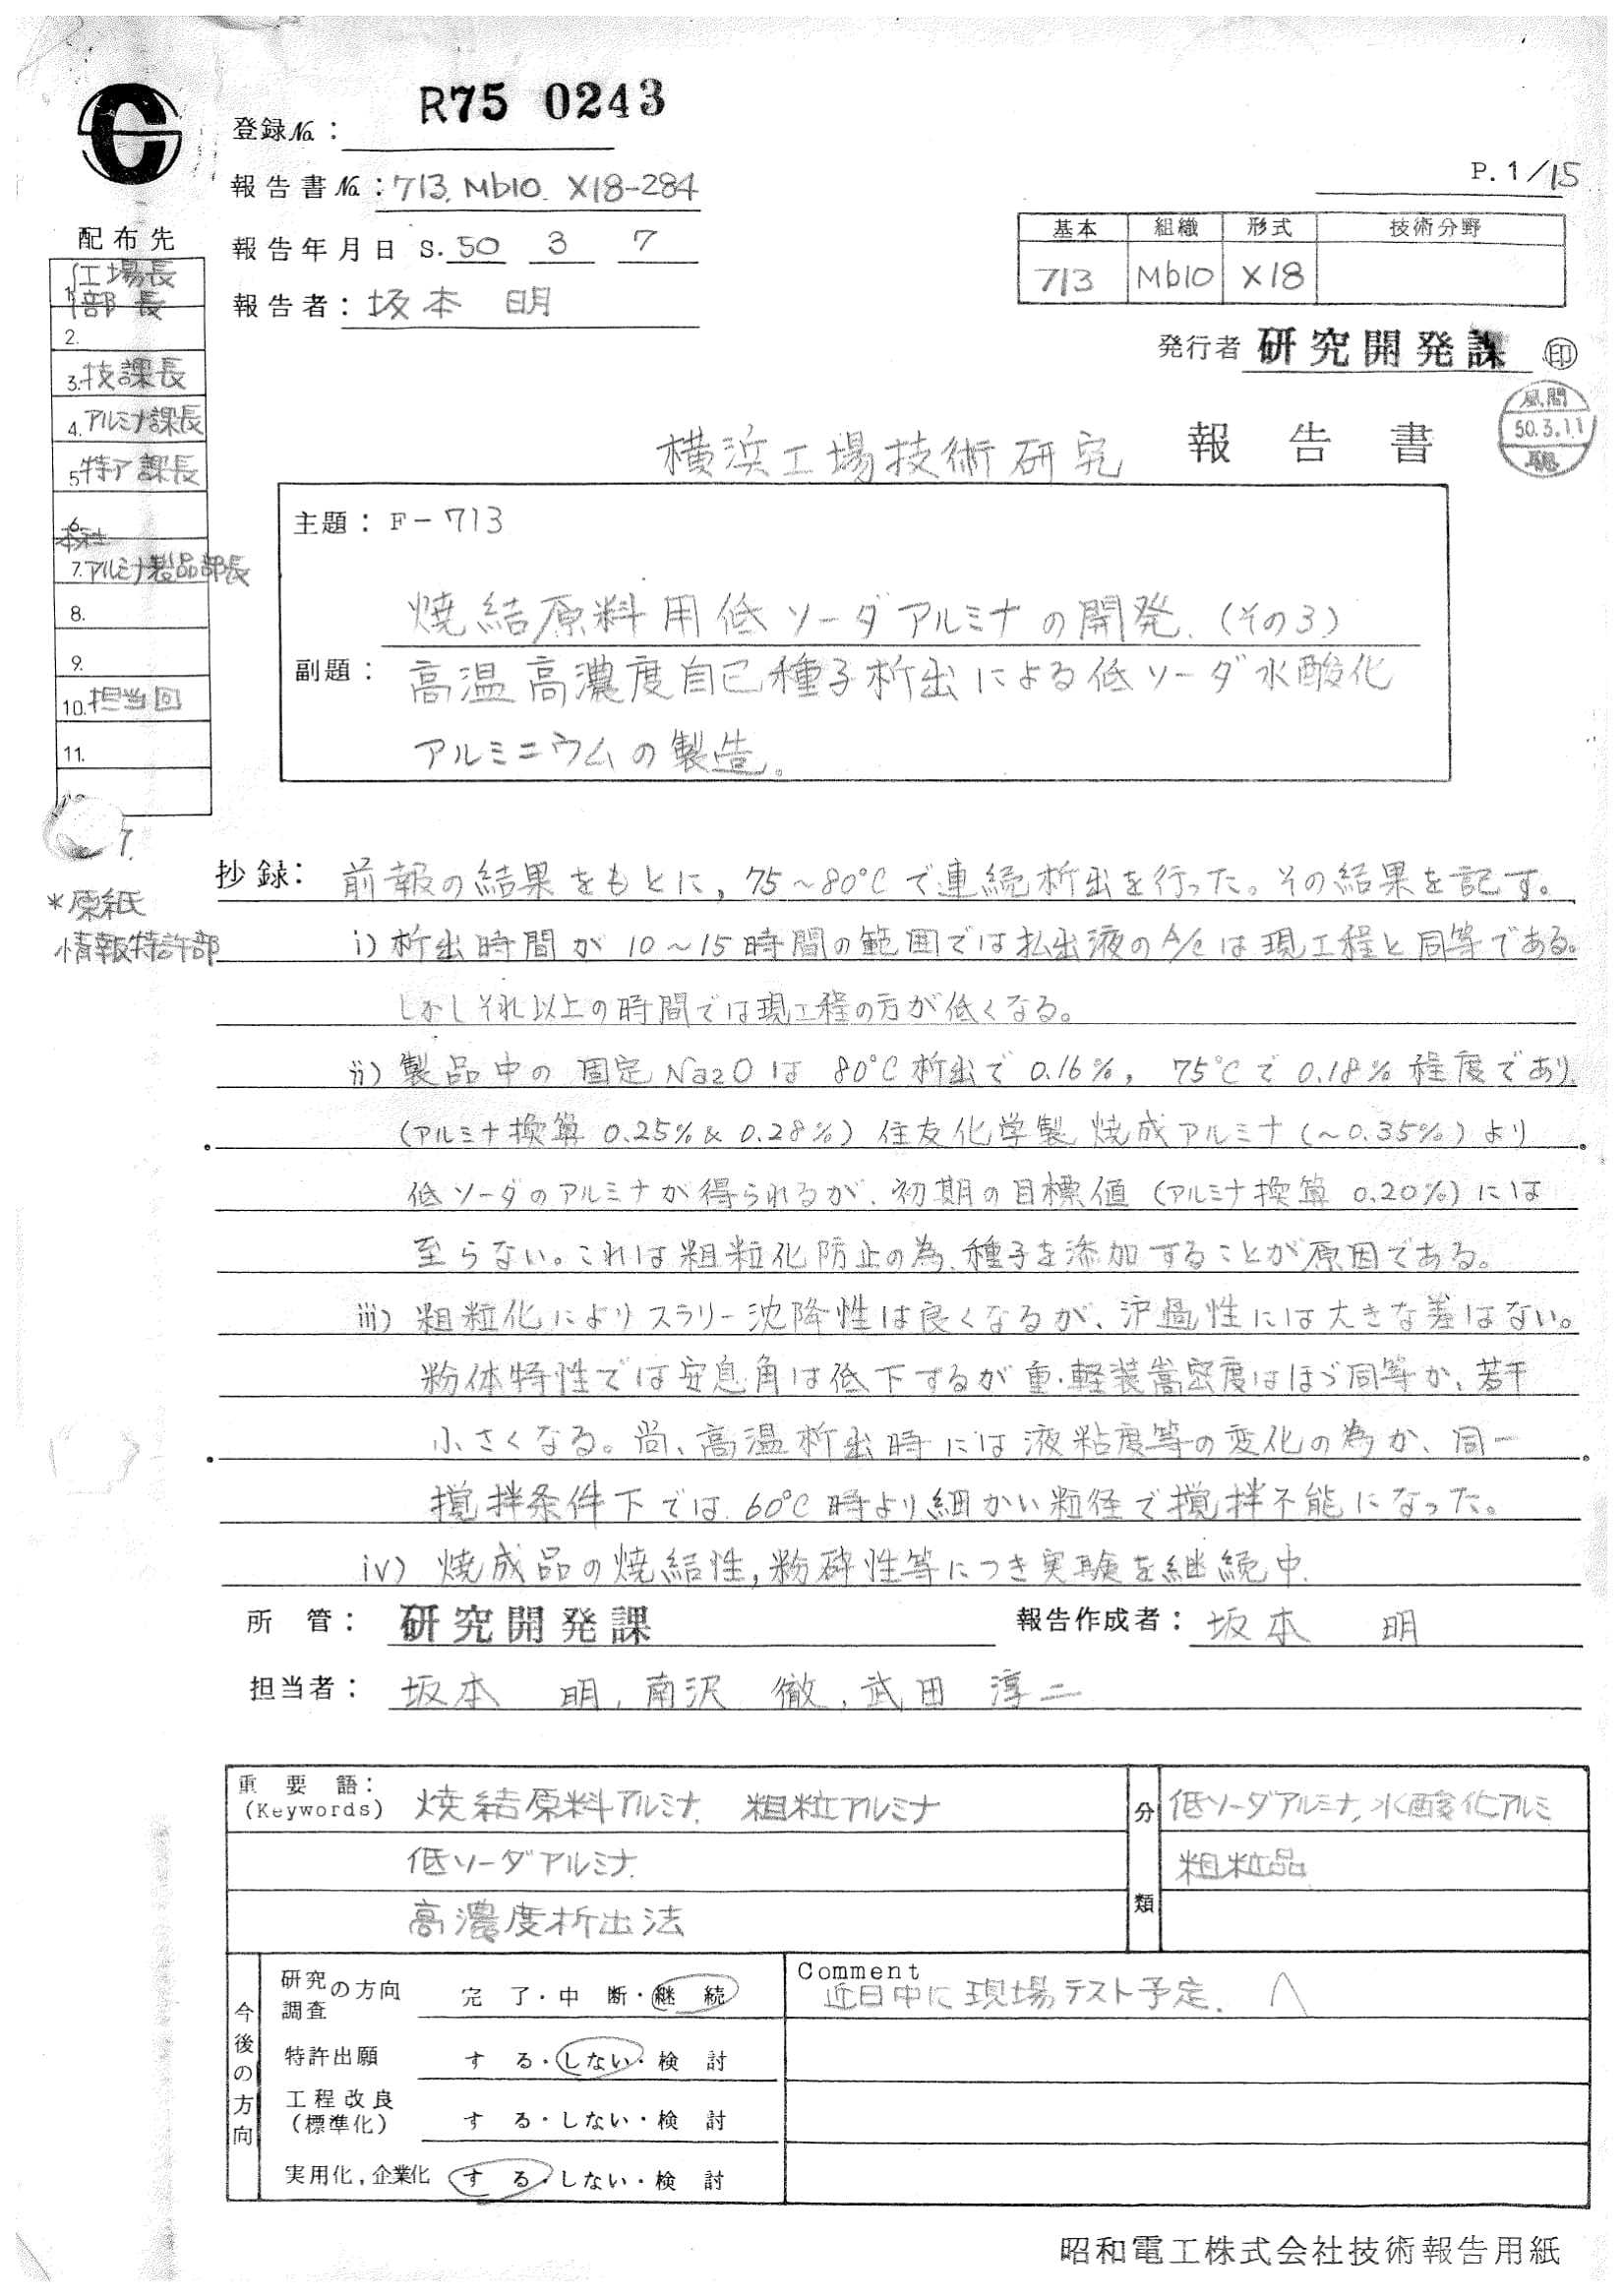 登録No.: R75 0243
報告書No.: 713. Mb10. X18-284
P. 1/15
報告年月日 S. 50 3 7
報告者: 坂本 明
基本 組織 形式 技術分野
713 Mb10 X18
発行者 研究開発課 ㊞
風間
50.3.11
配布先
1. 工場長
部長
2.
3. 技課長
4. アルミナ課長
5. 特ア課長
6.
本社
7. アルミナ製品部長
8.
9.
10. 担当回
11.
7.
*原紙
情報特許部
横浜工場技術研究 報告書
主題: F-713
焼結原料用低ソーダアルミナの開発.(その3)
副題: 高温高濃度自己種子析出による低ソーダ水酸化
アルミニウムの製造。
抄録: 前報の結果をもとに, 75~80℃で連続析出を行った。その結果を記す。
i) 析出時間が10~15時間の範囲では払出液のA/cは現工程と同等である。
しかしそれ以上の時間では現工程の方が低くなる。
ii) 製品中の固定Na2Oは80℃析出で0.16%, 75℃で0.18%程度であり,
(アルミナ換算0.25%&0.28%)住友化学製焼成アルミナ(~0.35%)より
低ソーダのアルミナが得られるが、初期の目標値(アルミナ換算0.20%)には
至らない。これは粗粒化防止の為、種子を添加することが原因である。
iii) 粗粒化によりスラリー沈降性は良くなるが、沪過性には大きな差はない。
粉体特性では安息角は低下するが重・軽装嵩密度はほゞ同等か、若干
小さくなる。尚、高温析出時には液粘度等の変化の為か、同一
撹拌条件下では60℃時より細かい粒径で撹拌不能になった。
iv) 焼成品の焼結性,粉砕性等につき実験を継続中.
所管: 研究開発課 報告作成者: 坂本 明
担当者: 坂本 明, 南沢 徹, 武田 淳二
重要語:
(Keywords) 焼結原料アルミナ. 粗粒アルミナ
低ソーダアルミナ.
高濃度析出法
分類
低ソーダアルミナ, 水酸化アルミ
粗粒品
今後の方向
研究調査の方向 完了・中断・継続
特許出願 する・しない・検討
工程改良
(標準化) する・しない・検討
実用化,企業化 する・しない・検討
Comment
近日中に現場テスト予定.
昭和電工株式会社技術報告用紙